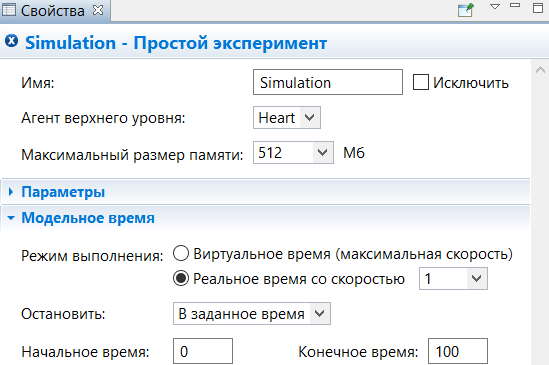 Свойства
Simulation - Простой эксперимент
Имя: Simulation Исключить
Агент верхнего уровня: Heart
Максимальный размер памяти: 512 Мб
Параметры
Модельное время
Режим выполнения: Виртуальное время (максимальная скорость)
Реальное время со скоростью 1
Остановить: В заданное время
Начальное время: 0 Конечное время: 100